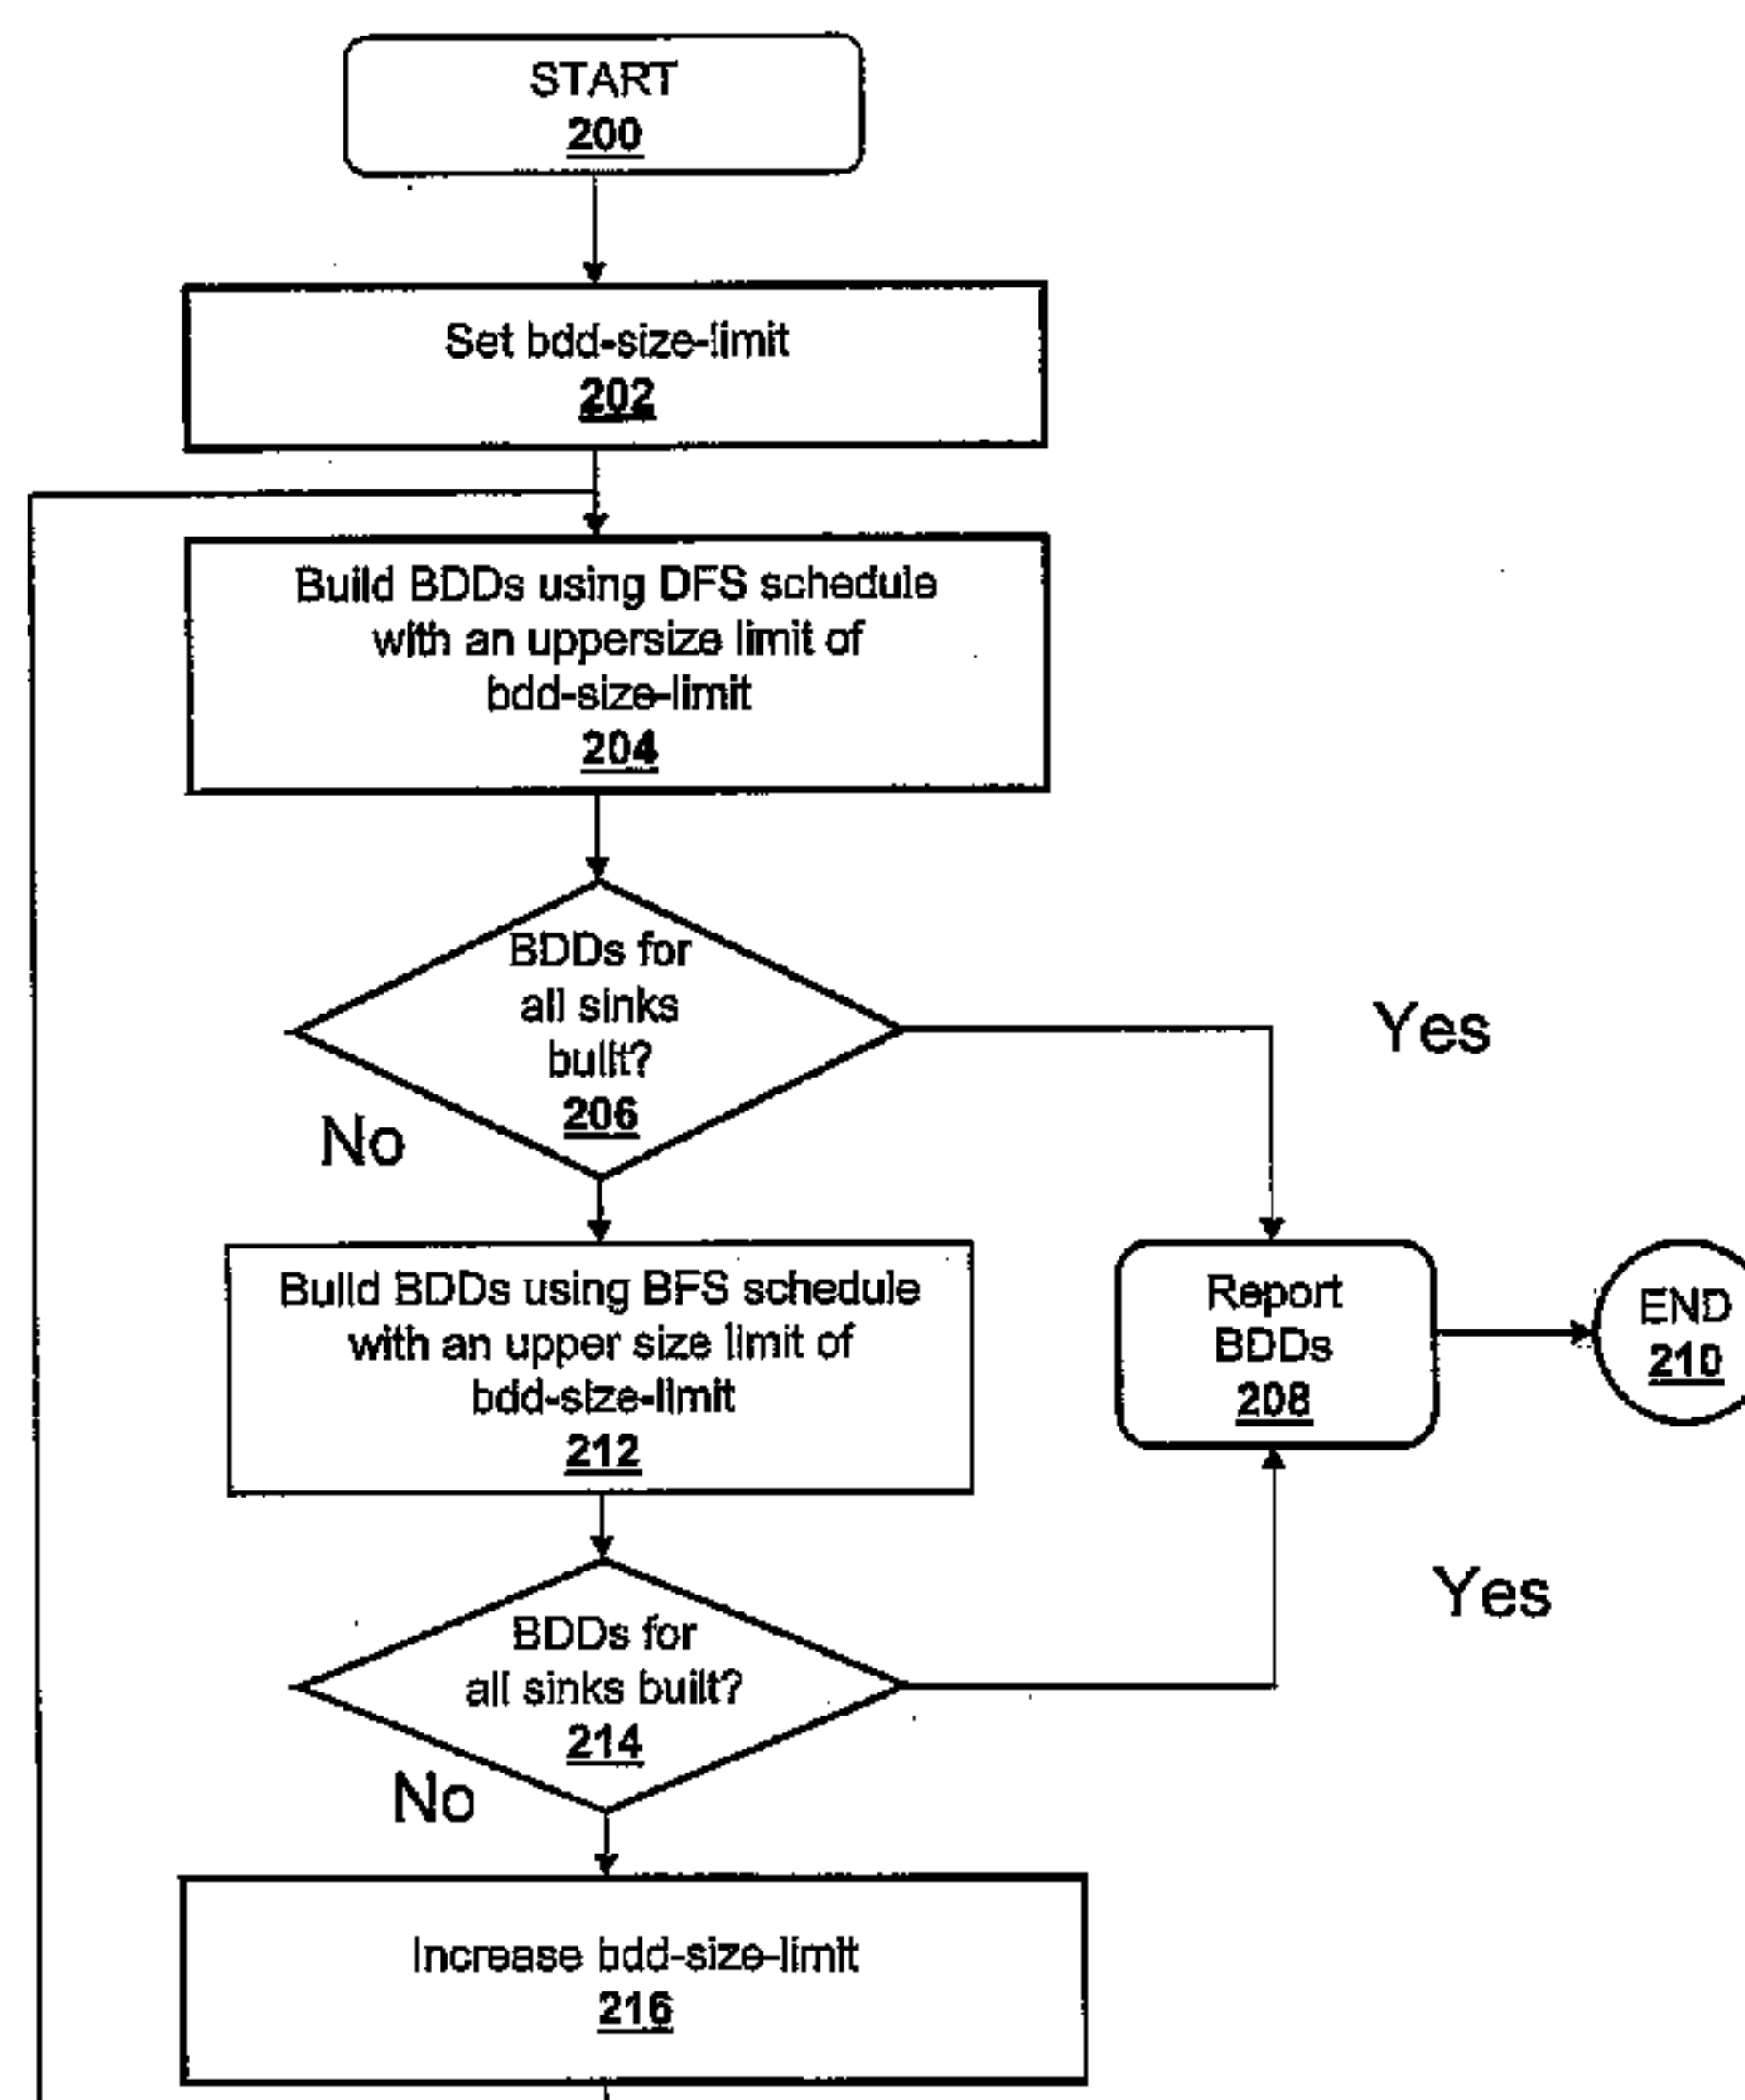 START
200
Set bdd-size-limit
202
Build BDDs using DFS schedule
with an uppersize limit of
bdd-size-limit
204
BDDs for
all sinks
built?
206
Yes
No
Build BDDs using BFS schedule
with an upper size limit of
bdd-size-limit
212
Report
BDDs
208
END
210
BDDs for
all sinks built?
214
Yes
No
Increase bdd-size-limit
216